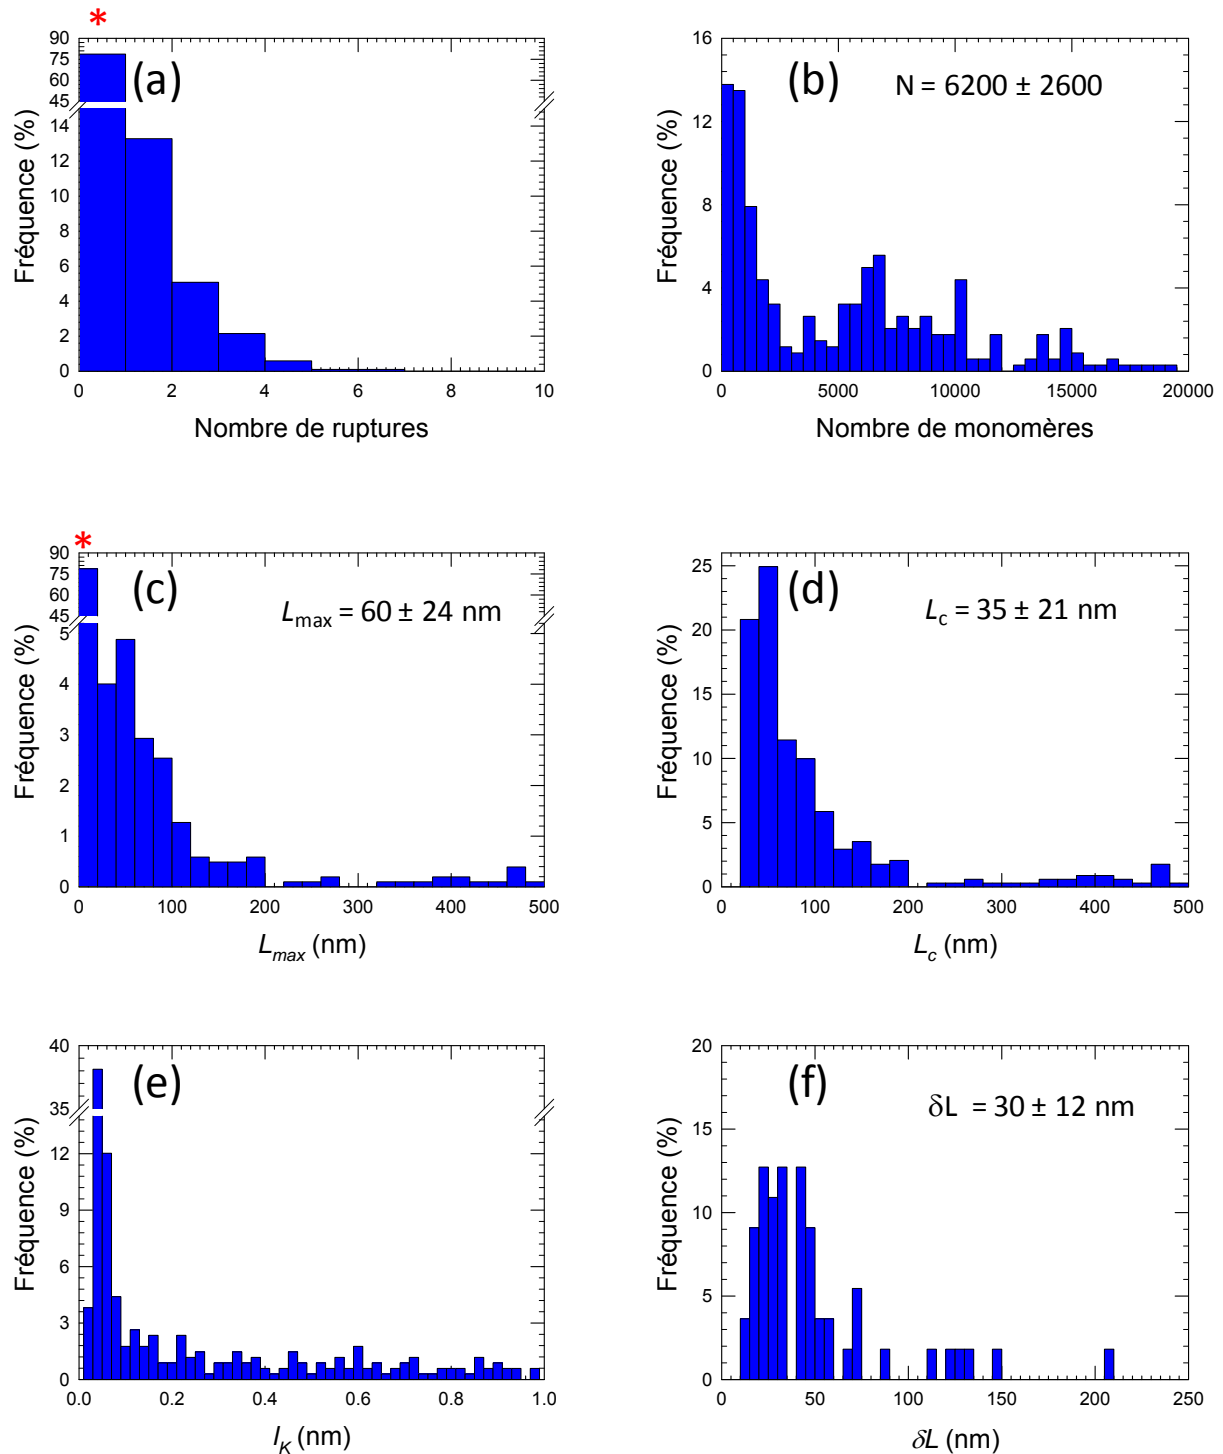 *
90
75
60
45
14
12
10
8
6
4
2
0
(a)
Fréquence (%)
0 2 4 6 8 10
Nombre de ruptures
16
12
8
4
0
(b)
N = 6200 ± 2600
Fréquence (%)
0 5000 10000 15000 20000
Nombre de monomères
*
90
75
60
45
5
4
3
2
1
0
(c)
L_max = 60 ± 24 nm
Fréquence (%)
0 100 200 300 400 500
L_max (nm)
25
20
15
10
5
0
(d)
L_c = 35 ± 21 nm
Fréquence (%)
0 100 200 300 400 500
L_c (nm)
40
35
12
9
6
3
0
(e)
Fréquence (%)
0.0 0.2 0.4 0.6 0.8 1.0
l_K (nm)
20
15
10
5
0
(f)
δL = 30 ± 12 nm
Fréquence (%)
0 50 100 150 200 250
δL (nm)